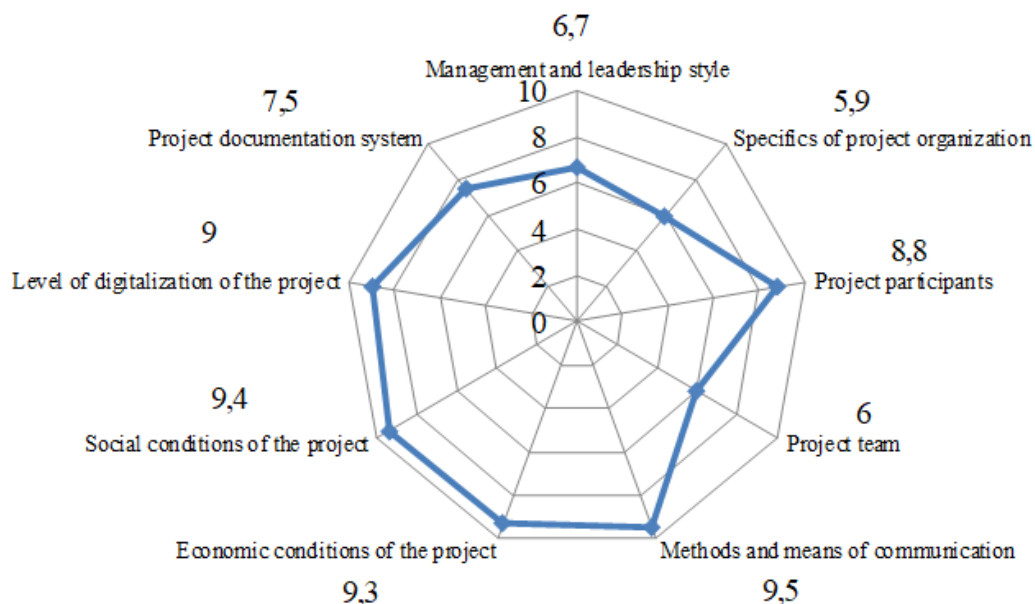 6,7
Management and leadership style
10
7,5
5,9
Project documentation system
8
Specifics of project organization
6
9
8,8
4
Level of digitalization of the project
2
Project participants
0
9,4
6
Social conditions of the project
Project team
Economic conditions of the project
Methods and means of communication
9,3
9,5